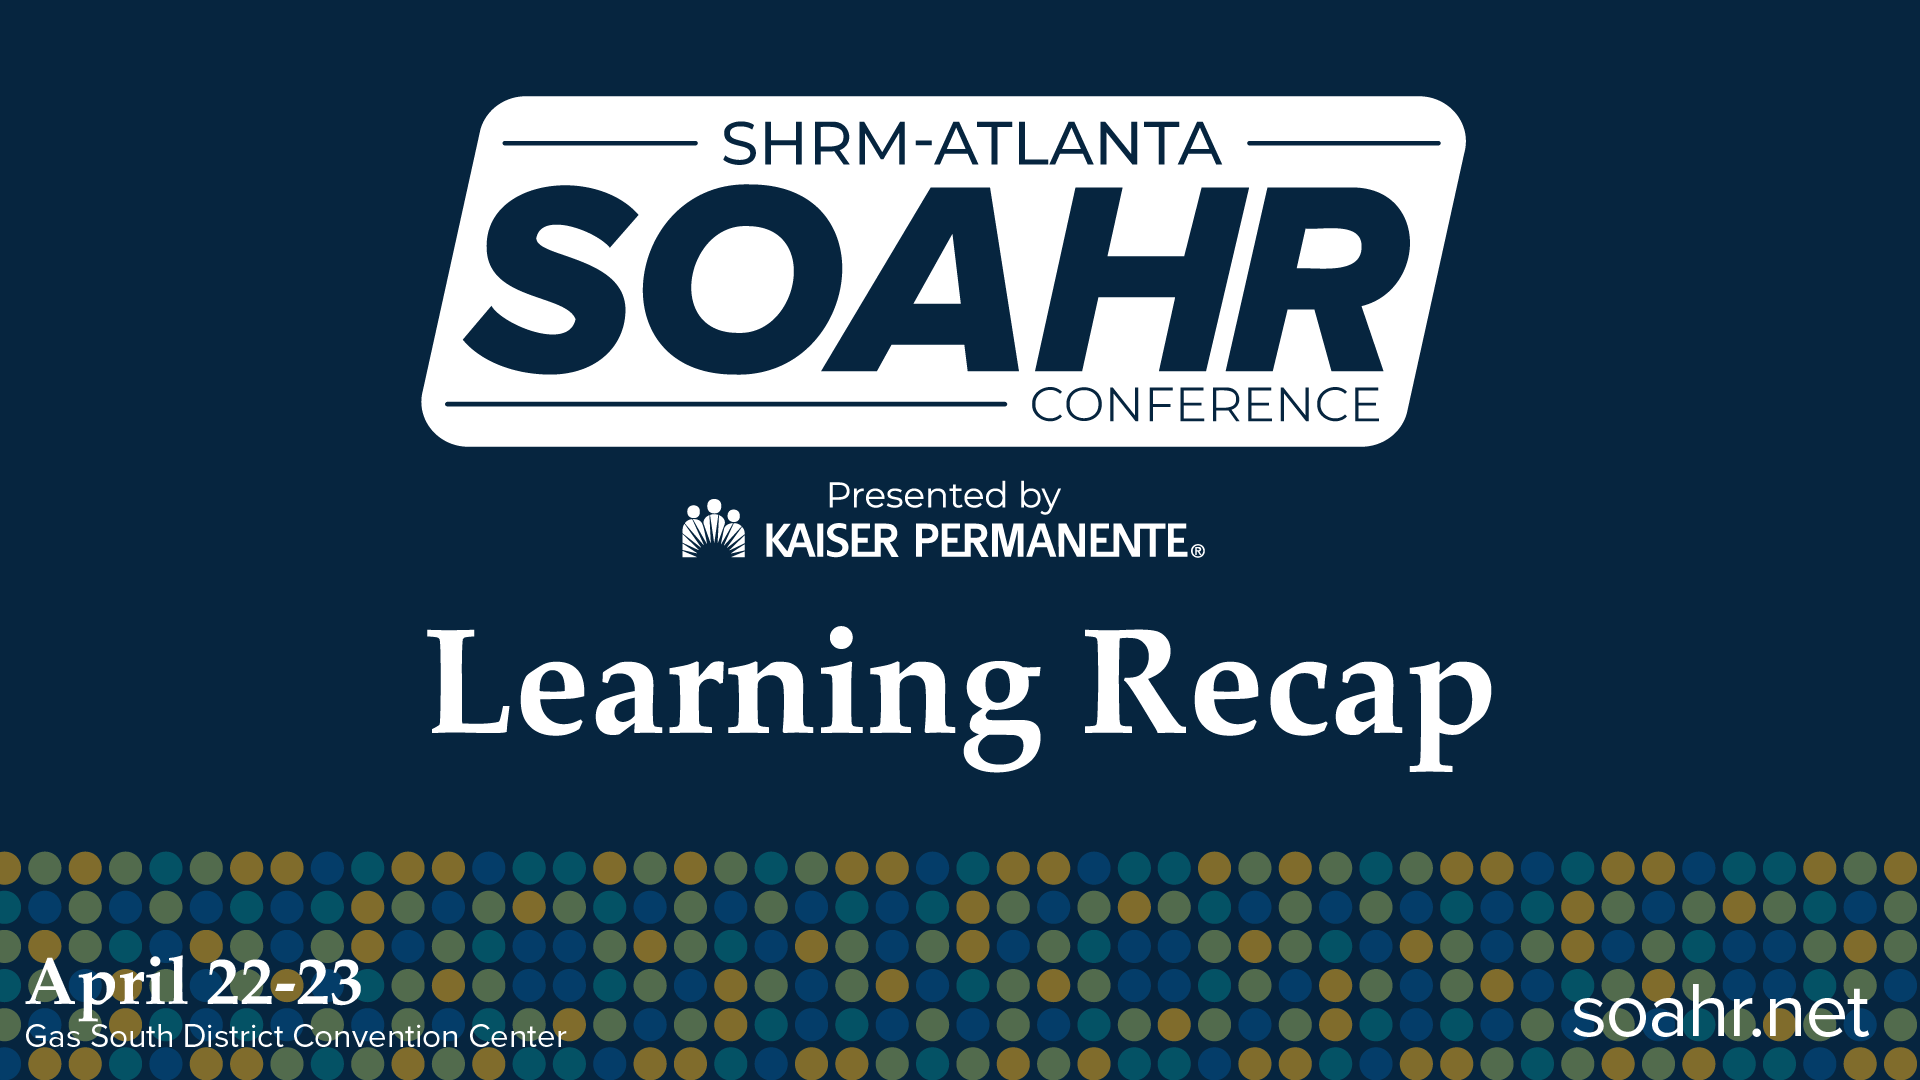 SHRM-ATLANTA
SOAHR
CONFERENCE
Presented by
KAISER PERMANENTE®
Learning Recap
April 22-23
Gas South District Convention Center
soahr.net